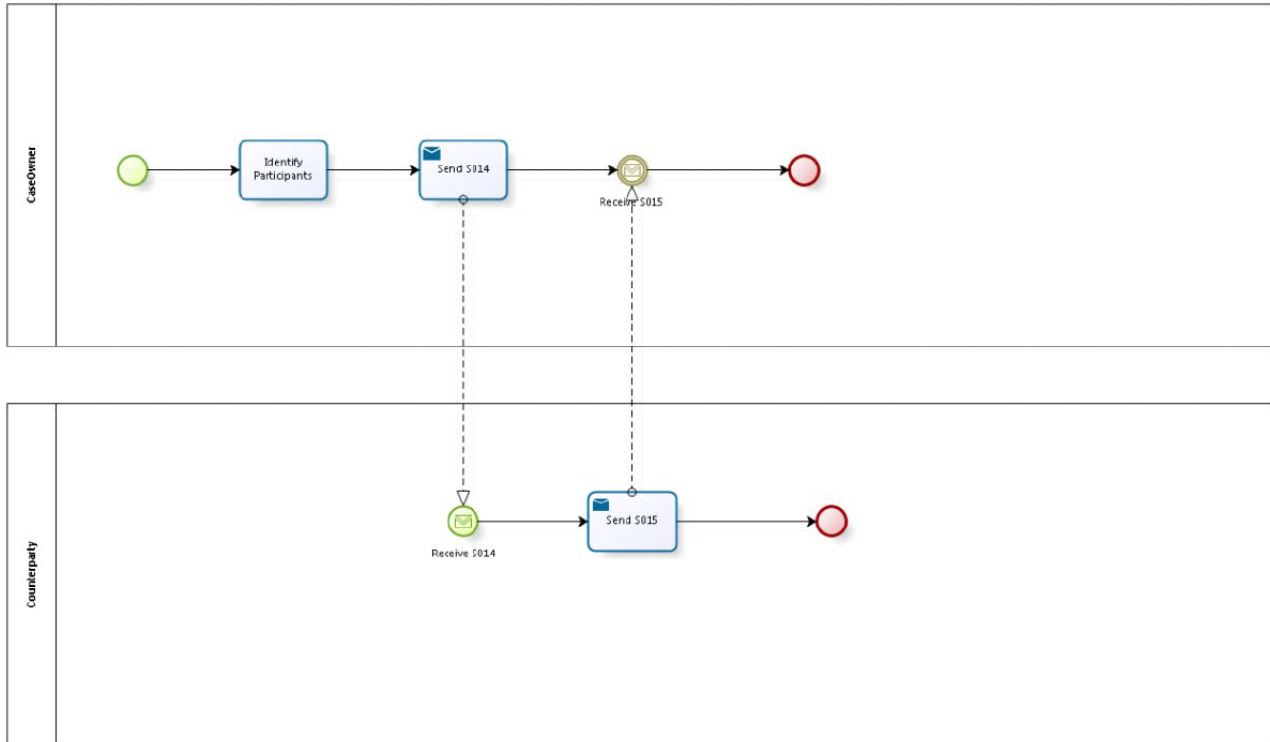 CaseOwner
Identify
Participants
Send S014
Receive S015
Counterparty
Receive S014
Send S015